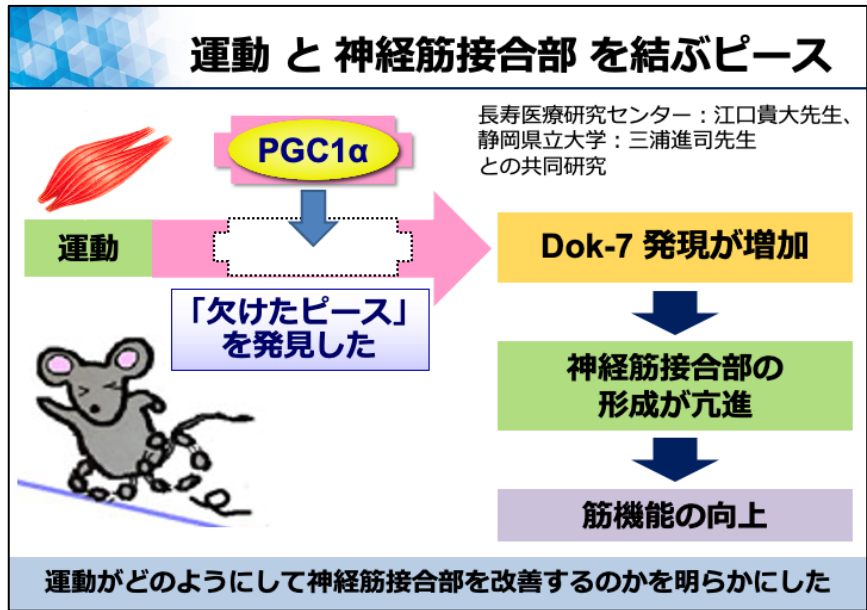 運動 と 神経筋接合部 を結ぶピース
長寿医療研究センター：江口貴大先生、
静岡県立大学：三浦進司先生
との共同研究
PGC1α
運動
「欠けたピース」
を発見した
Dok-7 発現が増加
神経筋接合部の
形成が亢進
筋機能の向上
運動がどのようにして神経筋接合部を改善するのかを明らかにした